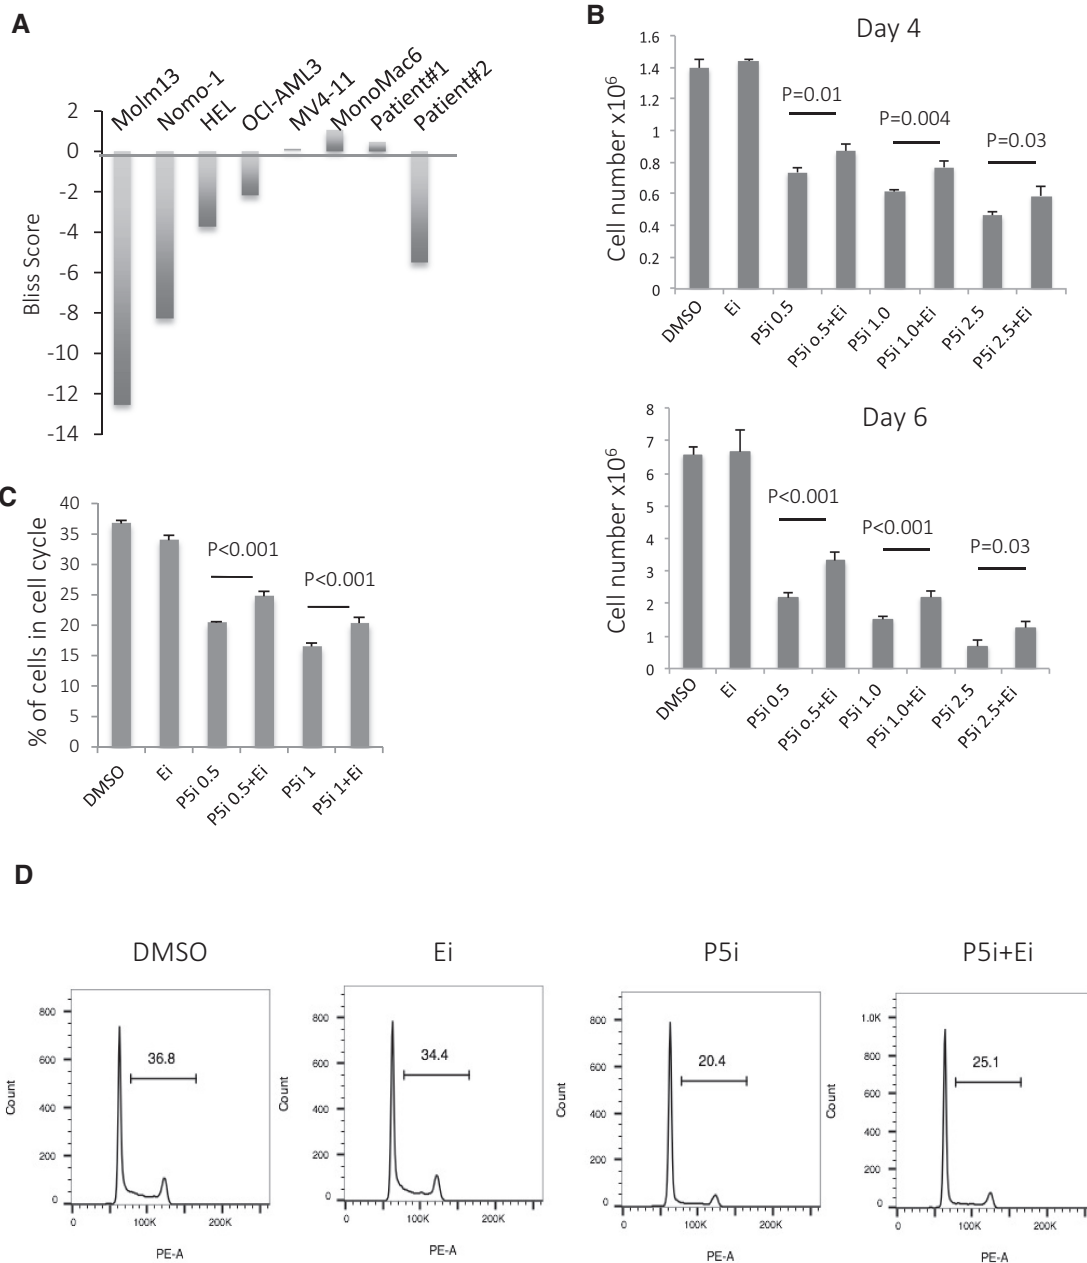 A
Molm13
Nomo-1
HEL
OCI-AML3
MV4-11
MonoMac6
Patient#1
Patient#2
Bliss Score
2
0
-2
-4
-6
-8
-10
-12
-14
B
Day 4
Cell number x10⁶
1.6
1.4
1.2
1
0.8
0.6
0.4
0.2
0
P=0.01
P=0.004
P=0.03
DMSO
Ei
P5i 0.5
P5i o.5+Ei
P5i 1.0
P5i 1.0+Ei
P5i 2.5
P5i 2.5+Ei
Day 6
Cell number x10⁶
8
7
6
5
4
3
2
1
0
P<0.001
P<0.001
P=0.03
DMSO
Ei
P5i 0.5
P5i o.5+Ei
P5i 1.0
P5i 1.0+Ei
P5i 2.5
P5i 2.5+Ei
C
% of cells in cell cycle
40
35
30
25
20
15
10
5
0
P<0.001
P<0.001
DMSO
Ei
P5i 0.5
P5i 0.5+Ei
P5i 1
P5i 1+Ei
D
DMSO
Count
800
600
400
200
0
36.8
0
100K
200K
PE-A
Ei
Count
800
600
400
200
0
34.4
0
100K
200K
PE-A
P5i
Count
800
600
400
200
0
20.4
0
100K
200K
PE-A
P5i+Ei
Count
1.0K
800
600
400
200
0
25.1
0
100K
200K
PE-A